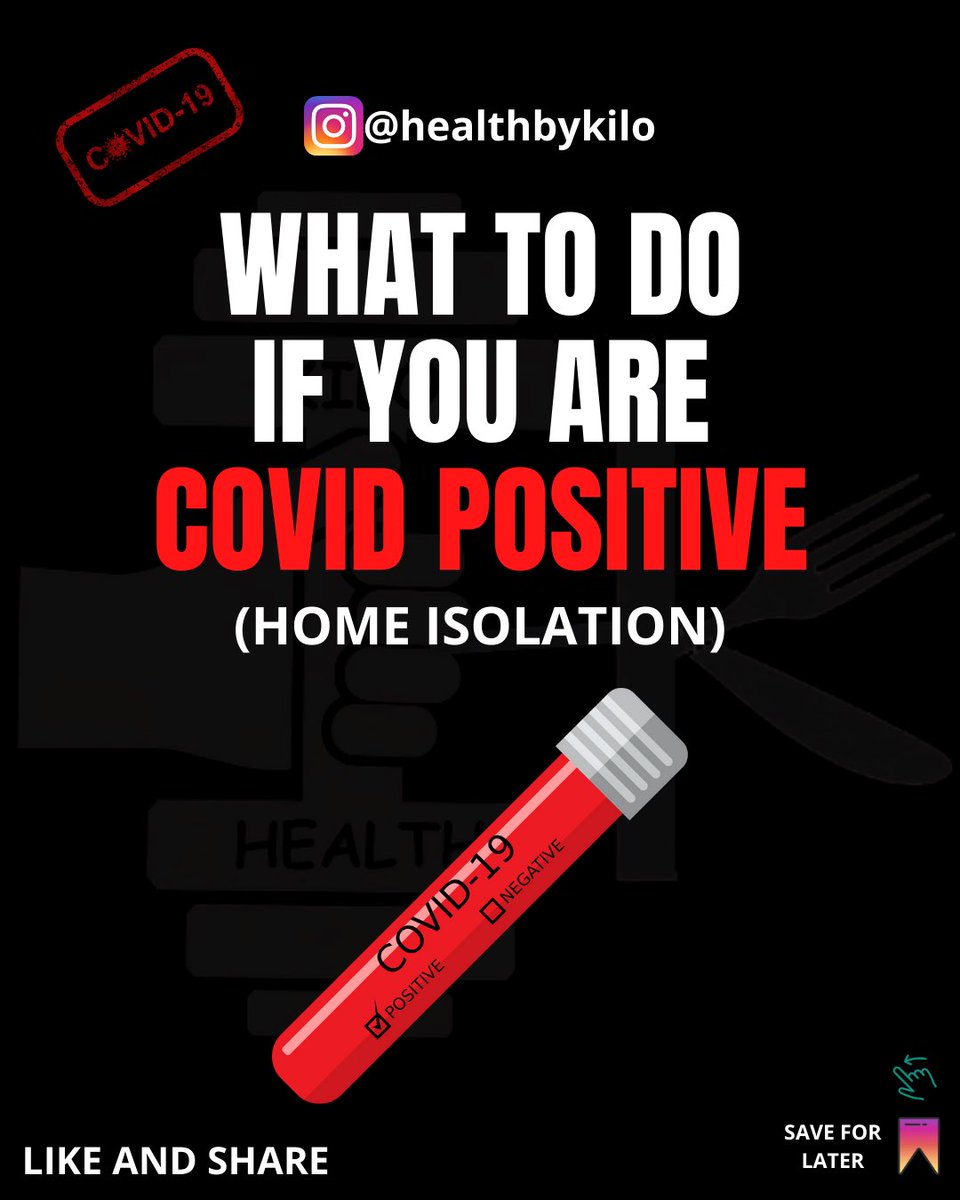 COVID-19
@healthbykilo
WHAT TO DO
IF YOU ARE
COVID POSITIVE
(HOME ISOLATION)
HEALTH
COVID-19
NEGATIVE
POSITIVE
LIKE AND SHARE
SAVE FOR
LATER